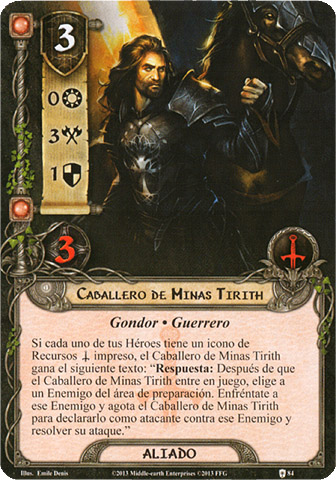 3
0
3
1
3
Caballero de Minas Tirith
Gondor • Guerrero
Si cada uno de tus Héroes tiene un icono de
Recursos impreso, el Caballero de Minas Tirith
gana el siguiente texto: “Respuesta: Después de que
el Caballero de Minas Tirith entre en juego, elige a
un Enemigo del área de preparación. Enfréntate a
ese Enemigo y agota el Caballero de Minas Tirith
para declararlo como atacante contra ese Enemigo y
resolver su ataque.”
ALIADO
Illus. Emile Denis ©2013 Middle-earth Enterprises ©2013 FFG 84